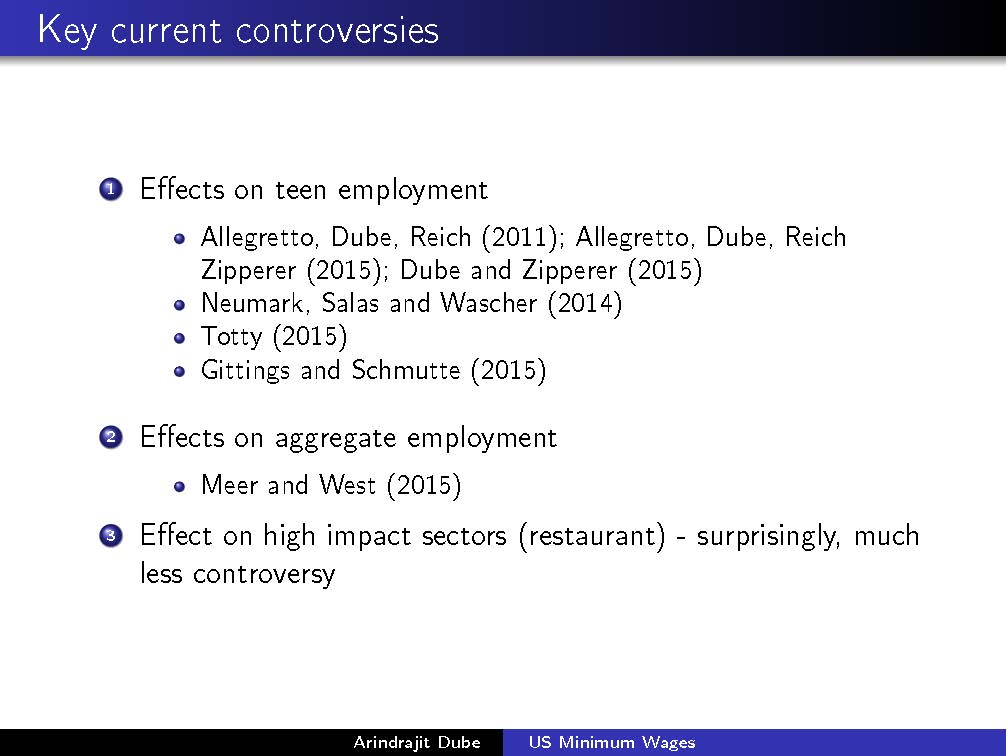 Key current controversies
1 Effects on teen employment
Allegretto, Dube, Reich (2011); Allegretto, Dube, Reich
Zipperer (2015); Dube and Zipperer (2015)
Neumark, Salas and Wascher (2014)
Totty (2015)
Gittings and Schmutte (2015)
2 Effects on aggregate employment
Meer and West (2015)
3 Effect on high impact sectors (restaurant) - surprisingly, much
less controversy
Arindrajit Dube US Minimum Wages